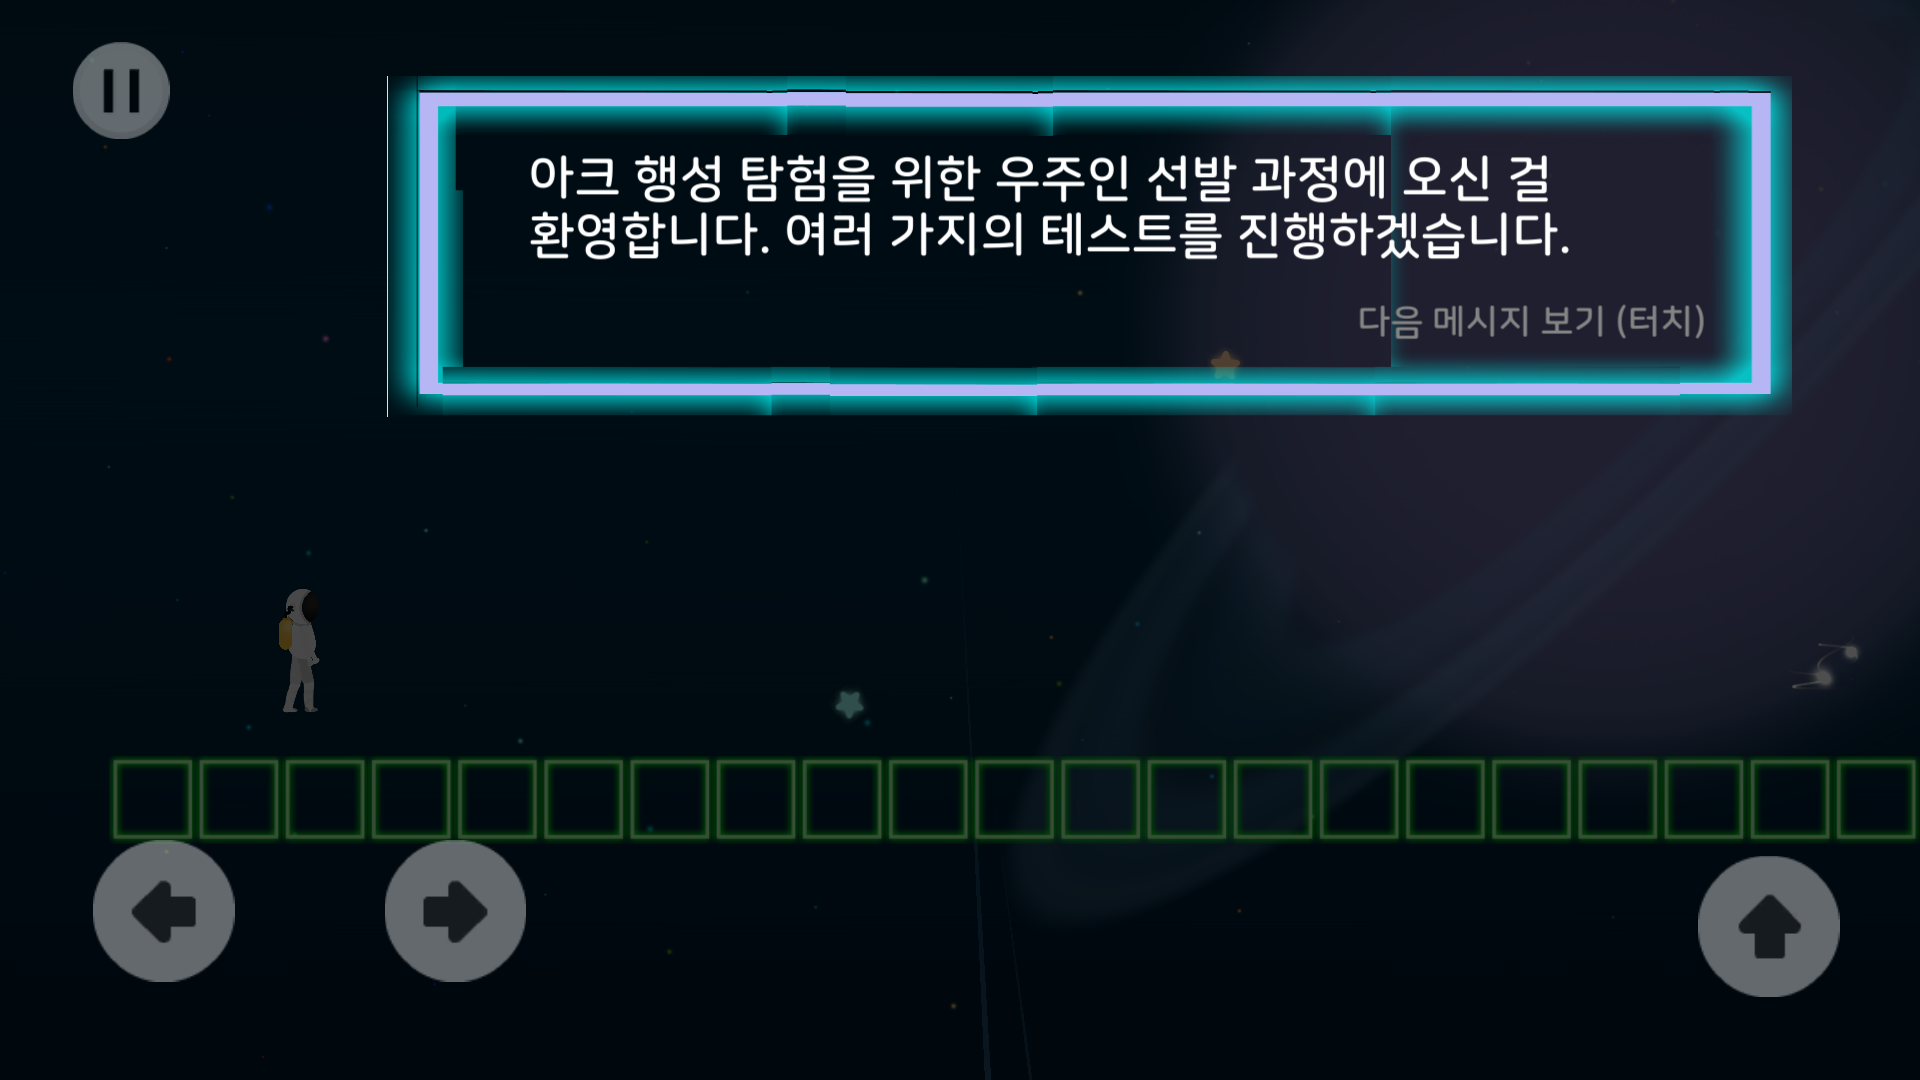 아크 행성 탐험을 위한 우주인 선발 과정에 오신 걸
환영합니다. 여러 가지의 테스트를 진행하겠습니다.
다음 메시지 보기 (터치)